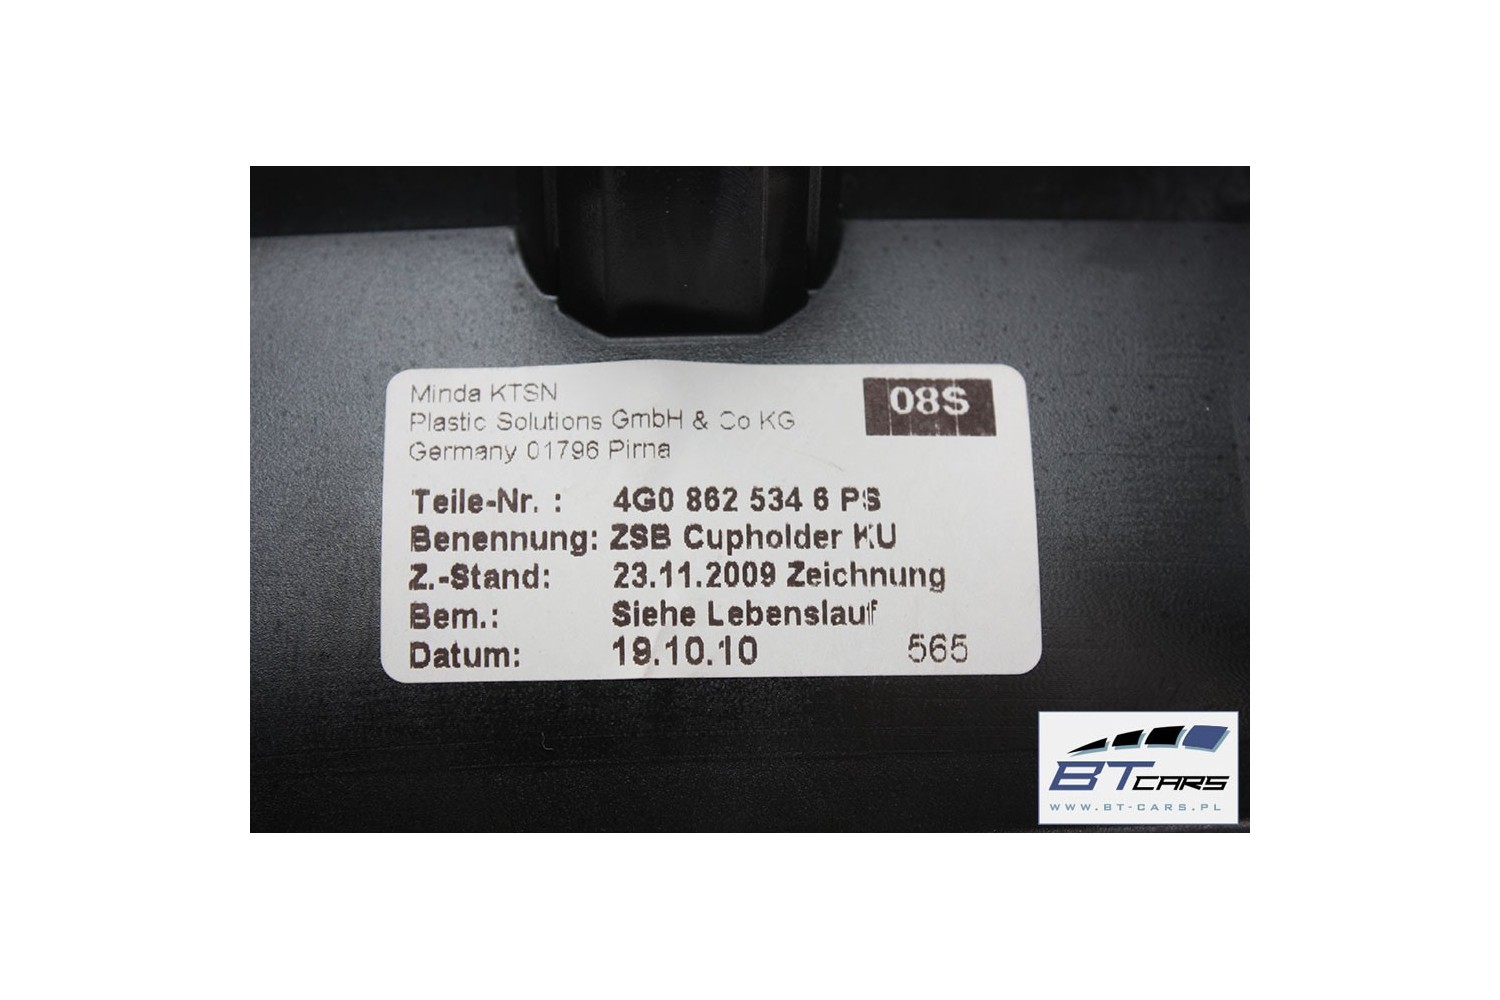 Minda KTSN
Plastic Solutions GmbH & Co KG
Germany 01796 Pirna
08S
Teile-Nr. : 4G0 862 534 6 PS
Benennung: ZSB Cupholder KU
Z.-Stand: 23.11.2009 Zeichnung
Bem.: Siehe Lebenslauf
Datum: 19.10.10 565
BT CARS
WWW.BT-CARS.PL